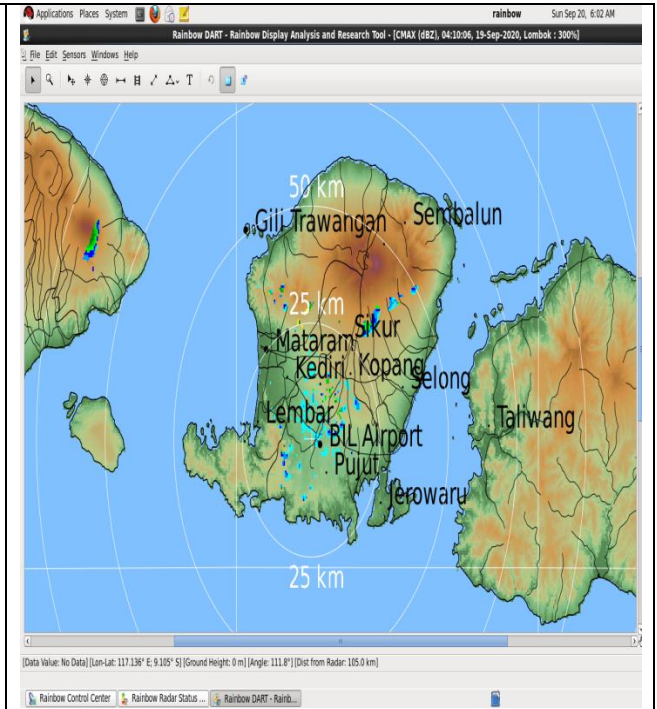 Applications Places System rainbow Sun Sep 20, 6:02 AM
Rainbow DART - Rainbow Display Analysis and Research Tool - [CMAX (dBZ), 04:10:06, 19-Sep-2020, Lombok : 300%]
File Edit Sensors Windows Help
T
50 km
Gili Trawangan
Sembalun
25 km
Sikur
Mataram
Kediri
Kopang
Selong
Lembar
Taliwang
BIL Airport
Pujut
Jerowaru
25 km
[Data Value: No Data] [Lon-Lat: 117.136° E; 9.105° S] [Ground Height: 0 m] [Angle: 111.8°] [Dist from Radar: 105.0 km]
Rainbow Control Center Rainbow Radar Status ... Rainbow DART - Rainb...